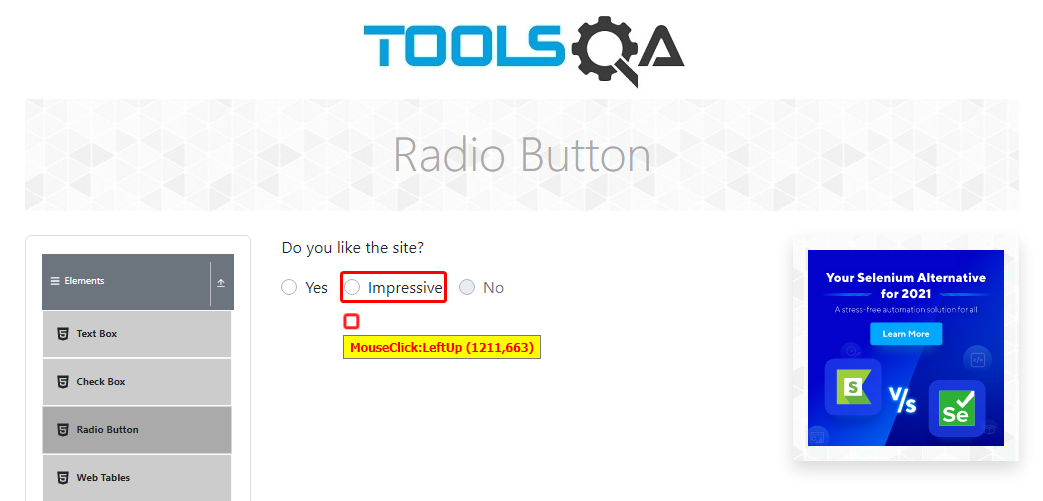 TOOLSQA
Radio Button
Elements
Text Box
Check Box
Radio Button
Web Tables
Do you like the site?
Yes
Impressive
No
MouseClick:LeftUp (1211,663)
Your Selenium Alternative
for 2021
A stress-free automation solution for all
Learn More
S
V/s
Se